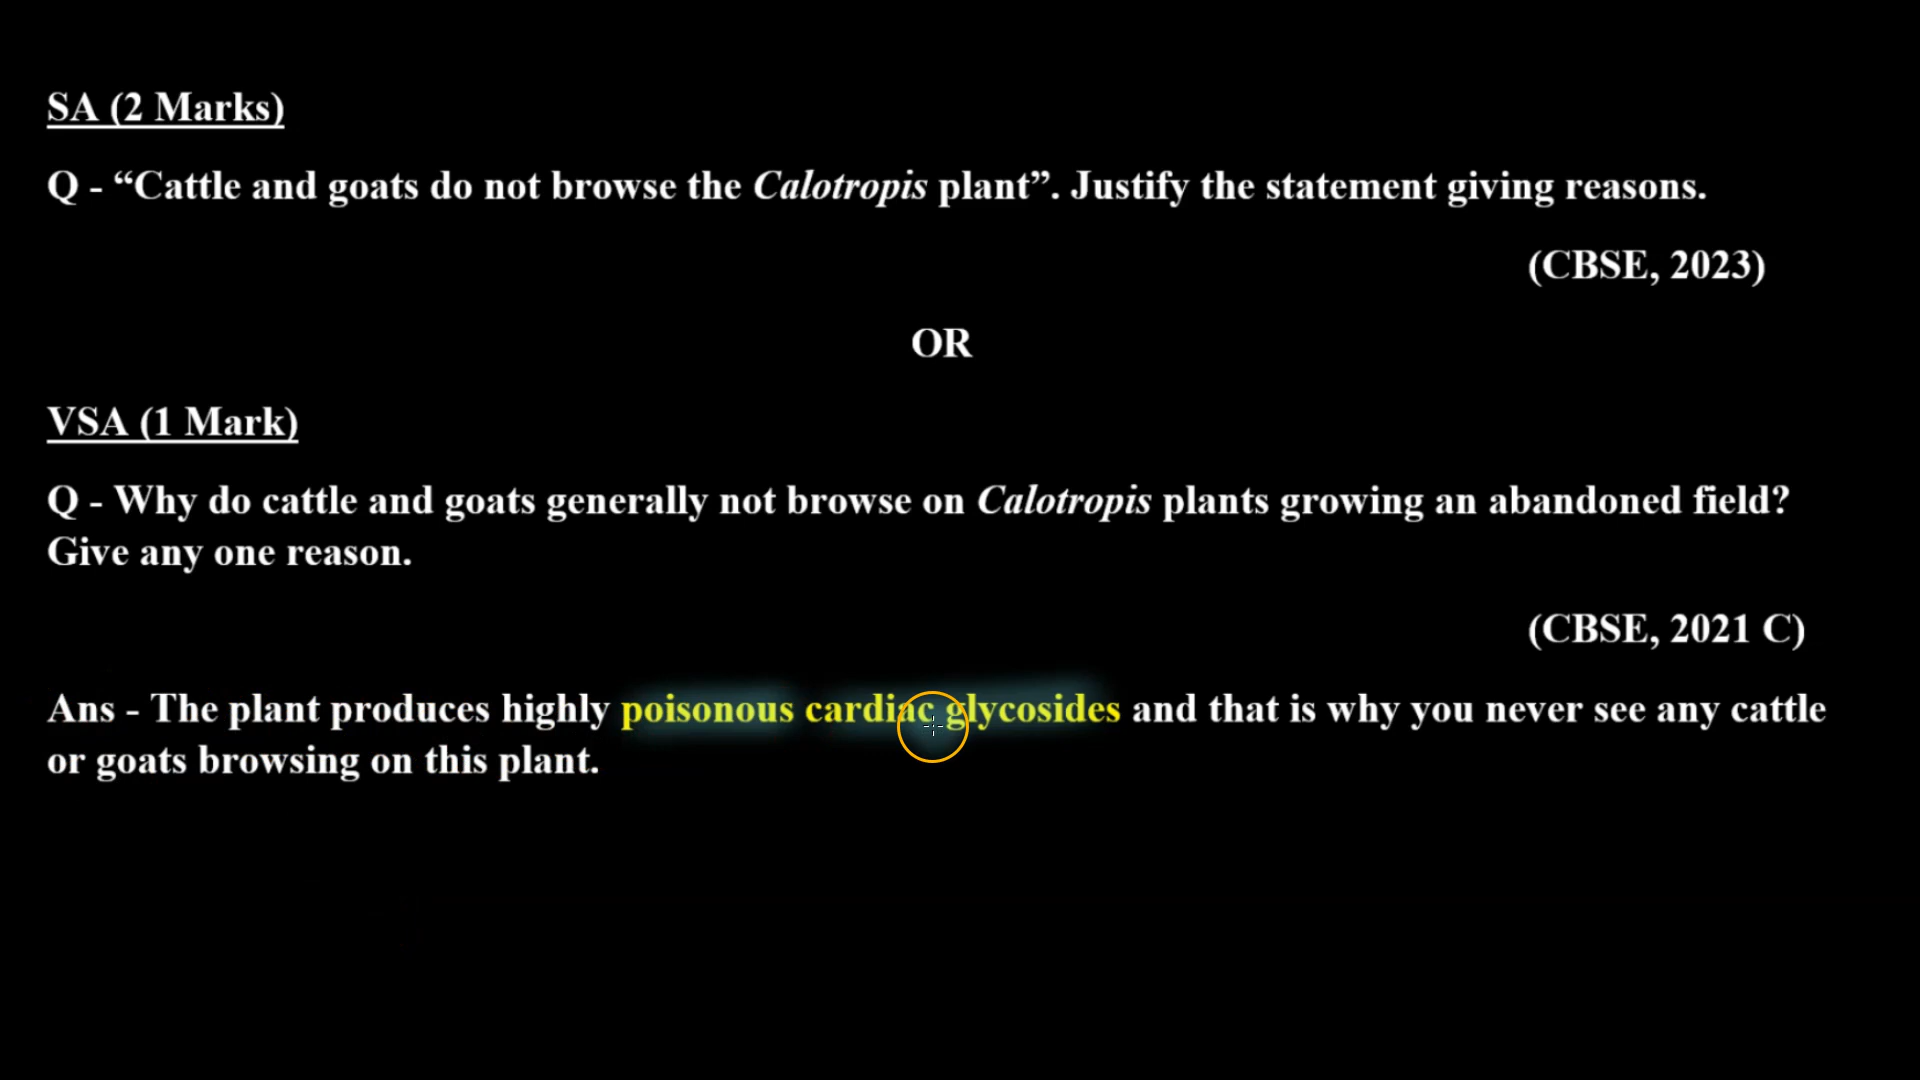 SA (2 Marks)
Q - “Cattle and goats do not browse the Calotropis plant”. Justify the statement giving reasons.
(CBSE, 2023)
OR
VSA (1 Mark)
Q - Why do cattle and goats generally not browse on Calotropis plants growing an abandoned field?
Give any one reason.
(CBSE, 2021 C)
Ans - The plant produces highly poisonous cardiac glycosides and that is why you never see any cattle
or goats browsing on this plant.